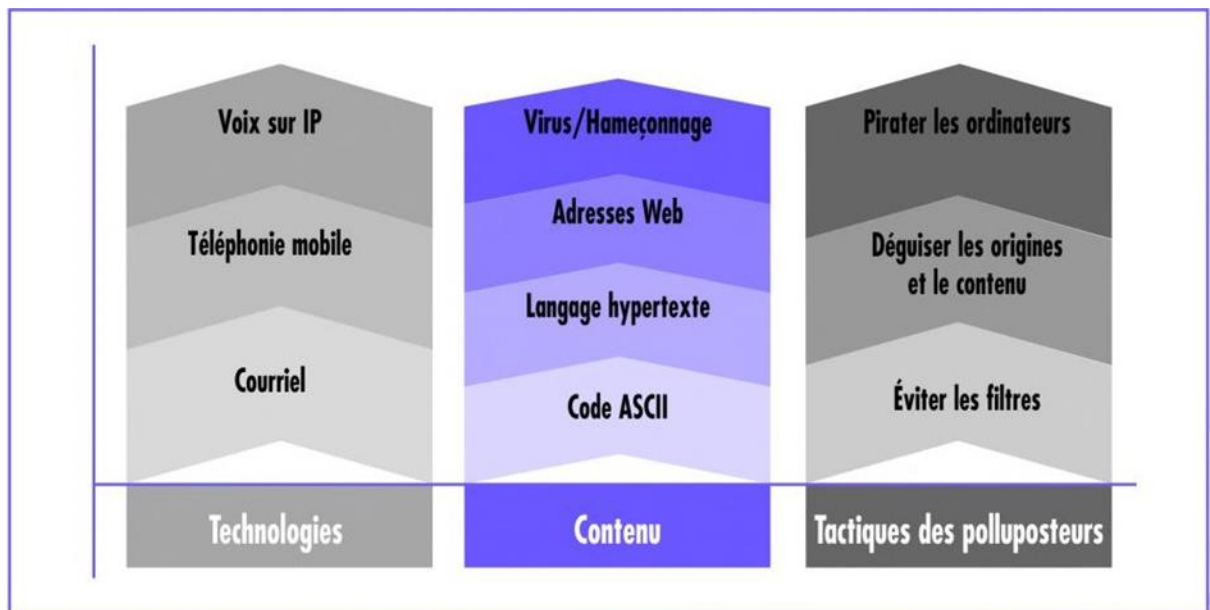 Voix sur IP
Téléphonie mobile
Courriel
Technologies
Virus/Hameçonnage
Adresses Web
Langage hypertexte
Code ASCII
Contenu
Pirater les ordinateurs
Déguiser les origines
et le contenu
Éviter les filtres
Tactiques des polluposteurs